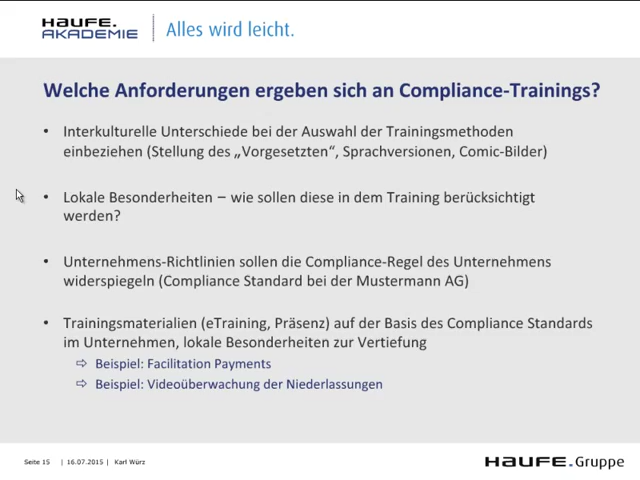 HAUFE.
AKADEMIE
Alles wird leicht.
Welche Anforderungen ergeben sich an Compliance-Trainings?
• Interkulturelle Unterschiede bei der Auswahl der Trainingsmethoden
einbeziehen (Stellung des „Vorgesetzten“, Sprachversionen, Comic-Bilder)
• Lokale Besonderheiten – wie sollen diese in dem Training berücksichtigt
werden?
• Unternehmens-Richtlinien sollen die Compliance-Regel des Unternehmens
widerspiegeln (Compliance Standard bei der Mustermann AG)
• Trainingsmaterialien (eTraining, Präsenz) auf der Basis des Compliance Standards
im Unternehmen, lokale Besonderheiten zur Vertiefung
⇨ Beispiel: Facilitation Payments
⇨ Beispiel: Videoüberwachung der Niederlassungen
Seite 15 | 16.07.2015 | Karl Würz
HAUFE.Gruppe